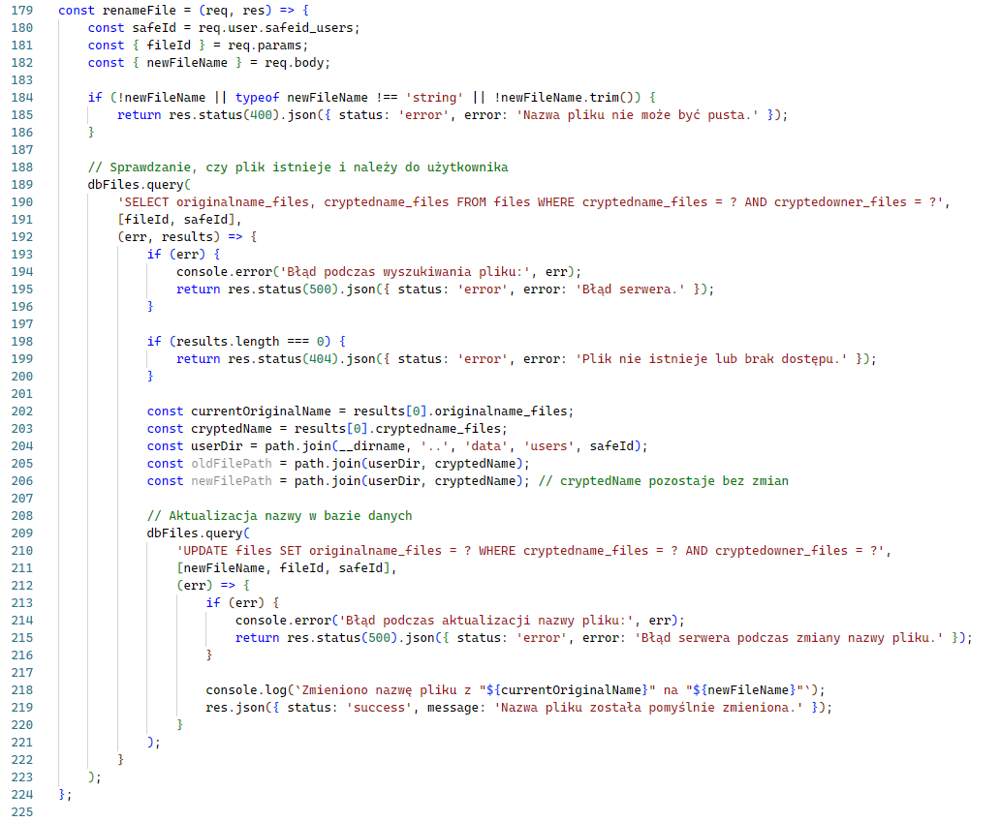 179 const renameFile = (req, res) => {
180     const safeId = req.user.safeid_users;
181     const { fileId } = req.params;
182     const { newFileName } = req.body;
183
184     if (!newFileName || typeof newFileName !== 'string' || !newFileName.trim()) {
185         return res.status(400).json({ status: 'error', error: 'Nazwa pliku nie może być pusta.' });
186     }
187
188     // Sprawdzanie, czy plik istnieje i należy do użytkownika
189     dbFiles.query(
190         'SELECT originalname_files, cryptedname_files FROM files WHERE cryptedname_files = ? AND cryptedowner_files = ?',
191         [fileId, safeId],
192         (err, results) => {
193             if (err) {
194                 console.error('Błąd podczas wyszukiwania pliku:', err);
195                 return res.status(500).json({ status: 'error', error: 'Błąd serwera.' });
196             }
197
198             if (results.length === 0) {
199                 return res.status(404).json({ status: 'error', error: 'Plik nie istnieje lub brak dostępu.' });
200             }
201
202             const currentOriginalName = results[0].originalname_files;
203             const cryptedName = results[0].cryptedname_files;
204             const userDir = path.join(__dirname, '..', 'data', 'users', safeId);
205             const oldFilePath = path.join(userDir, cryptedName);
206             const newFilePath = path.join(userDir, cryptedName); // cryptedName pozostaje bez zmian
207
208             // Aktualizacja nazwy w bazie danych
209             dbFiles.query(
210                 'UPDATE files SET originalname_files = ? WHERE cryptedname_files = ? AND cryptedowner_files = ?',
211                 [newFileName, fileId, safeId],
212                 (err) => {
213                     if (err) {
214                         console.error('Błąd podczas aktualizacji nazwy pliku:', err);
215                         return res.status(500).json({ status: 'error', error: 'Błąd serwera podczas zmiany nazwy pliku.' });
216                     }
217
218                     console.log(`Zmieniono nazwę pliku z "${currentOriginalName}" na "${newFileName}"`);
219                     res.json({ status: 'success', message: 'Nazwa pliku została pomyślnie zmieniona.' });
220                 }
221             );
222         }
223     );
224 };
225